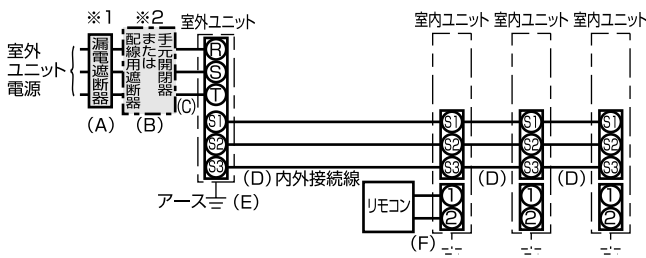 ※1
※2
室外ユニット
室内ユニット
室内ユニット
室内ユニット
室外
ユニット
電源
漏電遮断器
手元開閉器
または
配線用遮断器
R
S
T
(A)
(B)
(C)
S1
S2
S3
S1
S2
S3
S1
S2
S3
S1
S2
S3
(D)内外接続線
(D)
(D)
アース
(E)
リモコン
1
2
1
2
1
2
(F)